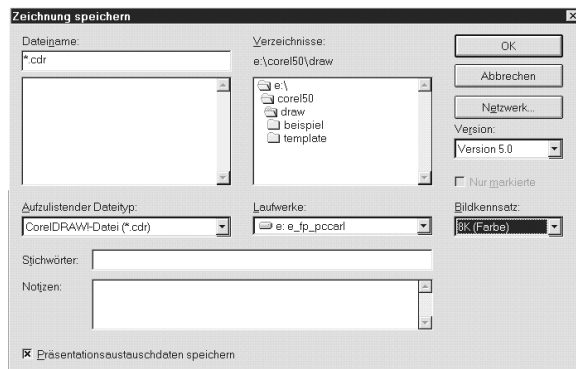 Zeichnung speichern
Dateiname:
*.cdr
Verzeichnisse:
e:\corel50\draw
e:\
corel50
draw
beispiel
template
OK
Abbrechen
Netzwerk...
Version:
Version 5.0
Nur markierte
Aufzulistender Dateityp:
CorelDRAW!-Datei (*.cdr)
Laufwerke:
e: e_fp_pccarl
Bildkennsatz:
8K (Farbe)
Stichwörter:
Notizen:
Präsentationsaustauschdaten speichern